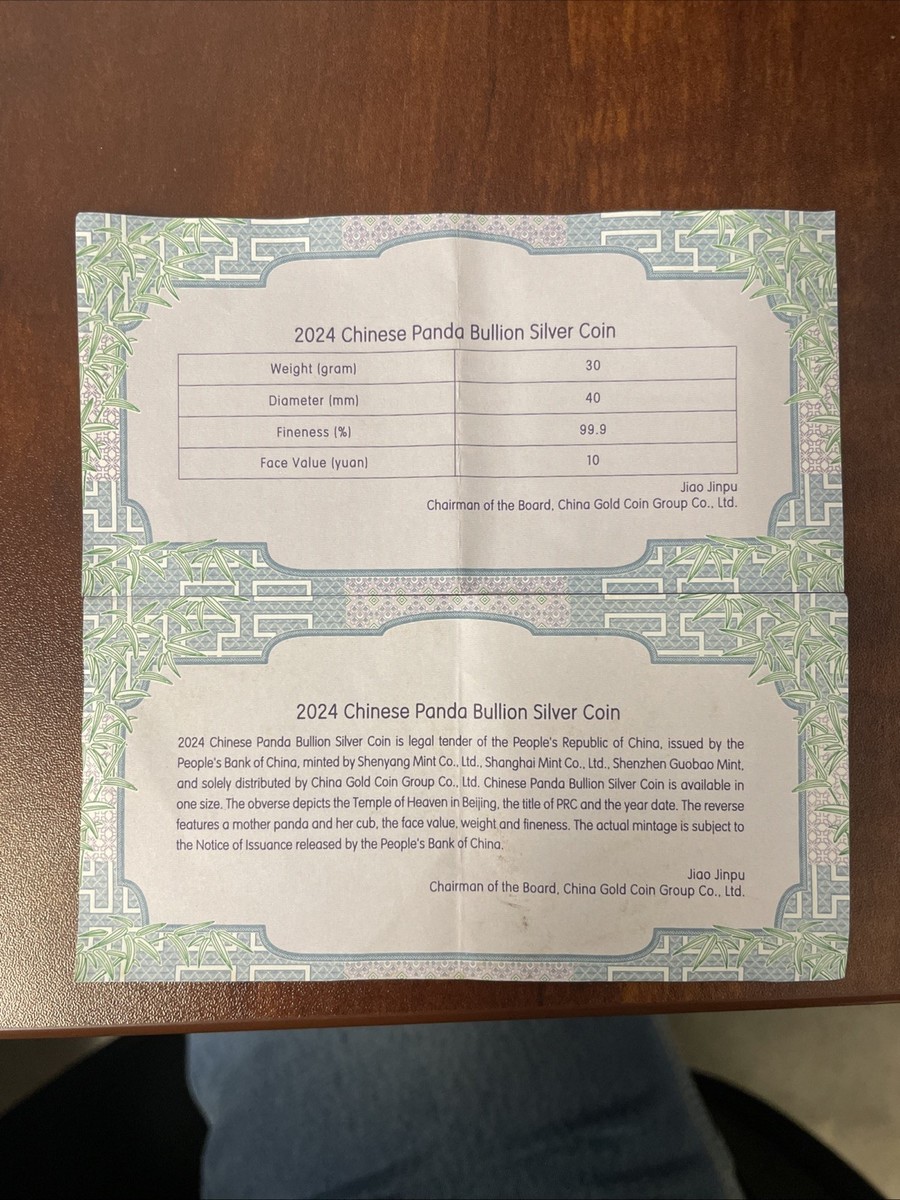 2024 Chinese Panda Bullion Silver Coin
Weight (gram) 30
Diameter (mm) 40
Fineness (%) 99.9
Face Value (yuan) 10
Jiao Jinpu
Chairman of the Board, China Gold Coin Group Co., Ltd.
2024 Chinese Panda Bullion Silver Coin
2024 Chinese Panda Bullion Silver Coin is legal tender of the People's Republic of China, issued by the
People's Bank of China, minted by Shenyang Mint Co., Ltd., Shanghai Mint Co., Ltd., Shenzhen Guobao Mint,
and solely distributed by China Gold Coin Group Co., Ltd. Chinese Panda Bullion Silver Coin is available in
one size. The obverse depicts the Temple of Heaven in Beijing, the title of PRC and the year date. The reverse
features a mother panda and her cub, the face value, weight and fineness. The actual mintage is subject to
the Notice of Issuance released by the People's Bank of China.
Jiao Jinpu
Chairman of the Board, China Gold Coin Group Co., Ltd.